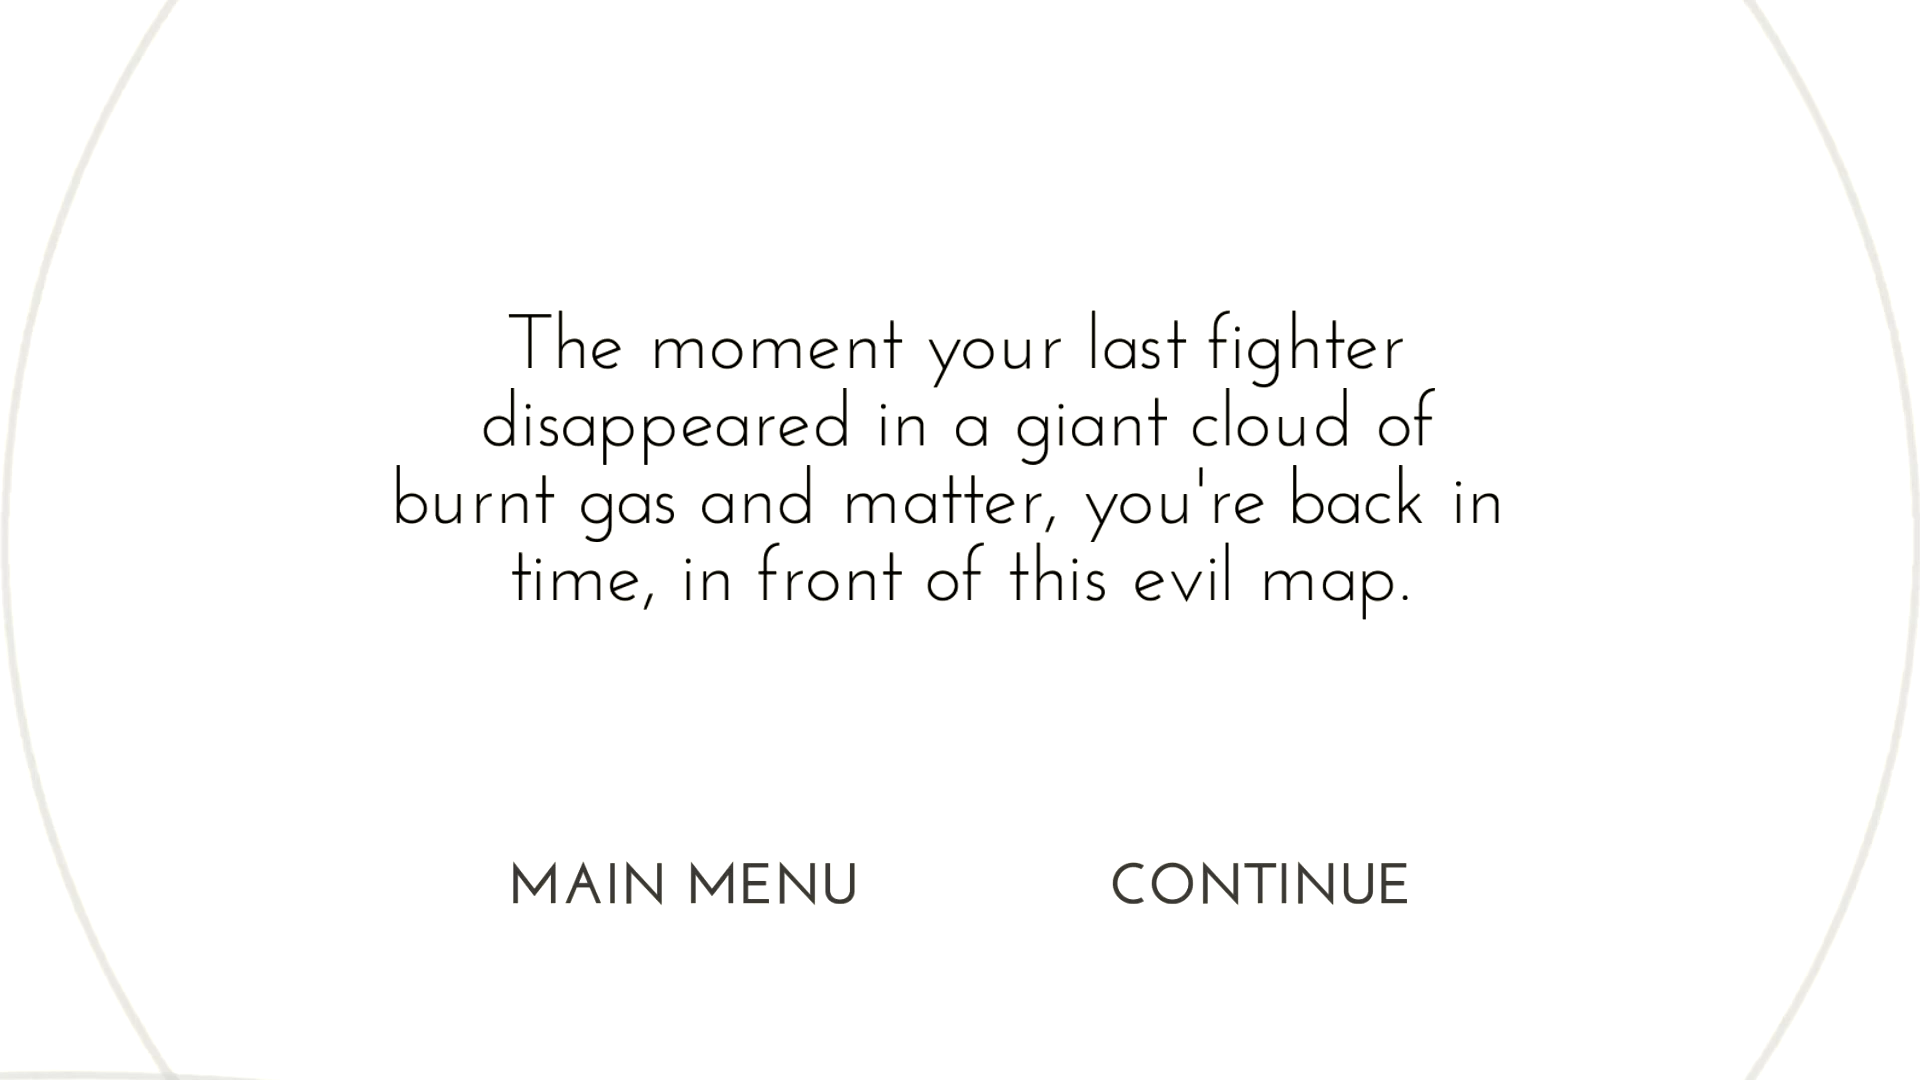 The moment your last fighter
disappeared in a giant cloud of
burnt gas and matter, you're back in
time, in front of this evil map.
MAIN MENU CONTINUE